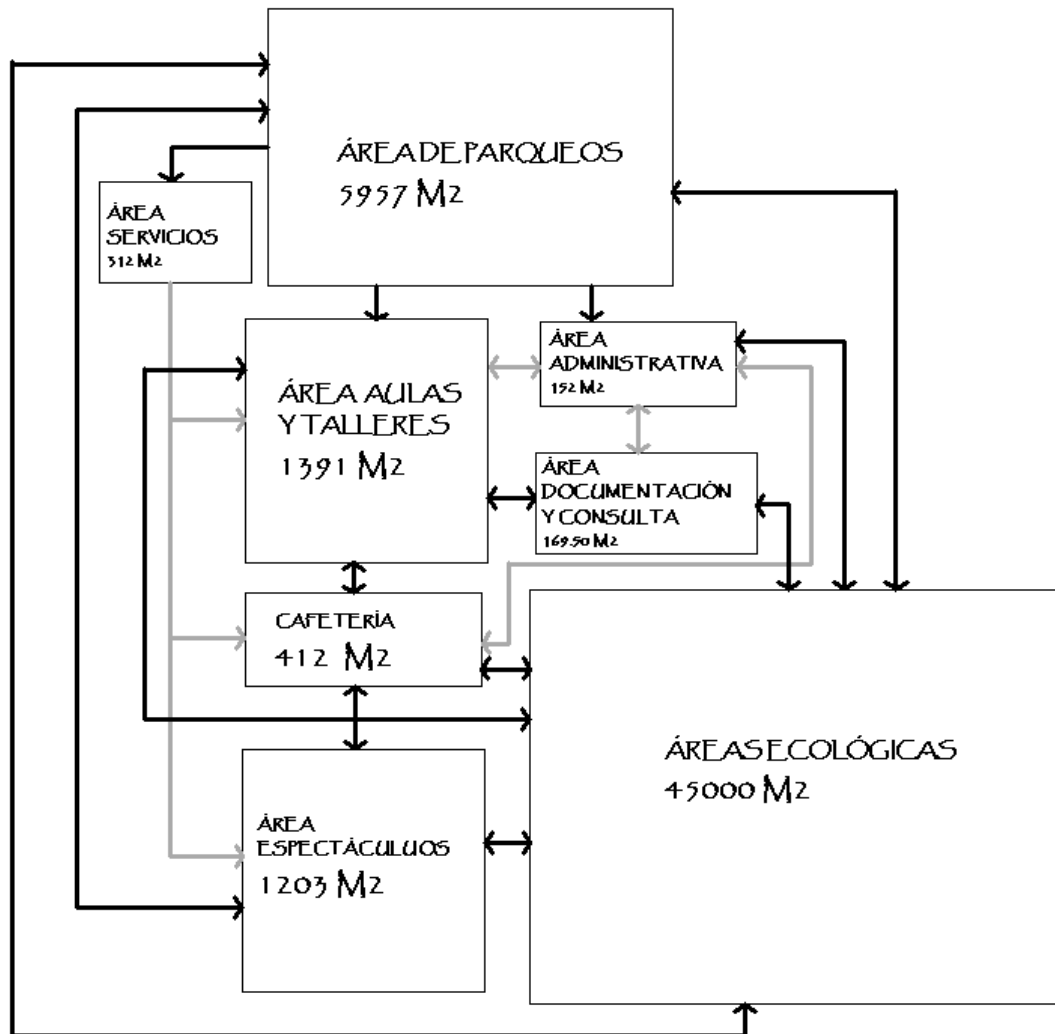 ÁREA DE PARQUEOS
5957 M2
ÁREA
SERVICIOS
312 M2
ÁREA AULAS
Y TALLERES
1391 M2
ÁREA
ADMINISTRATIVA
152 M2
ÁREA
DOCUMENTACIÓN
Y CONSULTA
169.50 M2
CAFETERÍA
412 M2
ÁREAS ECOLÓGICAS
45000 M2
ÁREA
ESPECTÁCULUOS
1203 M2